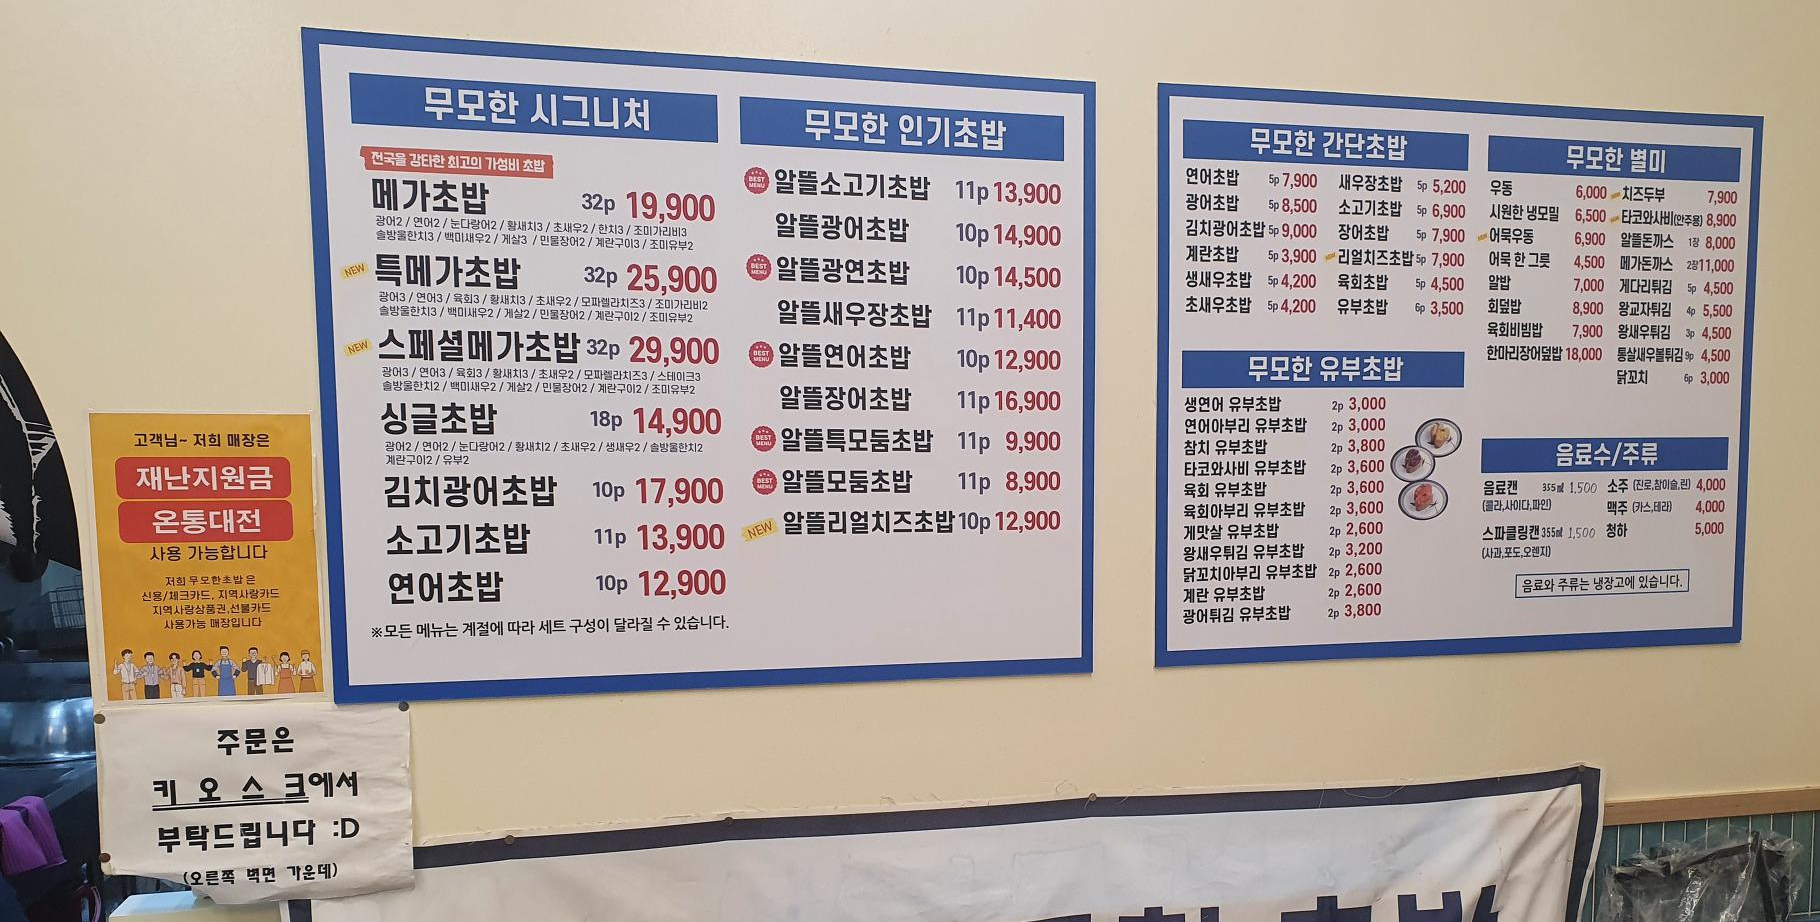 무모한 시그니처
전국을 강타한 최고의 가성비 초밥
메가초밥 32p 19,900
광어2 / 연어2 / 눈다랑어2 / 황새치3 / 초새우2 / 한치3 / 조미가리비3
솔방울한치3 / 백미새우2 / 게살3 / 민물장어2 / 계란구이3 / 조미유부2
NEW 특메가초밥 32p 25,900
광어3 / 연어3 / 육회3 / 황새치3 / 초새우2 / 모짜렐라치즈3 / 조미가리비2
솔방울한치3 / 백미새우2 / 게살2 / 민물장어2 / 계란구이2 / 조미유부2
NEW 스페셜메가초밥 32p 29,900
광어3 / 연어3 / 육회3 / 황새치3 / 초새우2 / 모짜렐라치즈3 / 스테이크3
솔방울한치2 / 백미새우2 / 게살2 / 민물장어2 / 계란구이2 / 조미유부2
싱글초밥 18p 14,900
광어2 / 연어2 / 눈다랑어2 / 황새치2 / 초새우2 / 생새우2 / 솔방울한치2
계란구이2 / 유부2
김치광어초밥 10p 17,900
소고기초밥 11p 13,900
연어초밥 10p 12,900
※모든 메뉴는 계절에 따라 세트 구성이 달라질 수 있습니다.
무모한 인기초밥
BEST MENU 알뜰소고기초밥 11p 13,900
알뜰광어초밥 10p 14,900
BEST MENU 알뜰광연초밥 10p 14,500
알뜰새우장초밥 11p 11,400
BEST MENU 알뜰연어초밥 10p 12,900
알뜰장어초밥 11p 16,900
BEST MENU 알뜰특모둠초밥 11p 9,900
BEST MENU 알뜰모둠초밥 11p 8,900
NEW 알뜰리얼치즈초밥 10p 12,900
무모한 간단초밥
연어초밥 5p 7,900
광어초밥 5p 8,500
김치광어초밥 5p 9,000
계란초밥 5p 3,900
생새우초밥 5p 4,200
초새우초밥 5p 4,200
새우장초밥 5p 5,200
소고기초밥 5p 6,900
장어초밥 5p 7,900
리얼치즈초밥 5p 7,900
육회초밥 5p 4,500
유부초밥 6p 3,500
무모한 유부초밥
생연어 유부초밥 2p 3,000
연어아부리 유부초밥 2p 3,000
참치 유부초밥 2p 3,800
타코와사비 유부초밥 2p 3,600
육회 유부초밥 2p 3,600
육회아부리 유부초밥 2p 3,600
게맛살 유부초밥 2p 2,600
왕새우튀김 유부초밥 2p 3,200
닭꼬치아부리 유부초밥 2p 2,600
계란 유부초밥 2p 2,600
광어튀김 유부초밥 2p 3,800
무모한 별미
우동 6,000
시원한 냉모밀 6,500
어묵우동 6,900
어묵 한 그릇 4,500
알밥 7,000
회덮밥 8,900
육회비빔밥 7,900
한마리장어덮밥 18,000
치즈두부 7,900
타코와사비(안주용) 8,900
알뜰돈까스 1장 8,000
메가돈까스 2장 11,000
게다리튀김 5p 4,500
왕교자튀김 4p 5,500
왕새우튀김 3p 4,500
통살새우볼튀김 9p 4,500
닭꼬치 6p 3,000
음료수/주류
음료캔 355㎖ 1,500
(콜라,사이다,파인)
스파클링캔 355㎖ 1,500
(사과,포도,오렌지)
소주 (진로,참이슬,린) 4,000
맥주 (카스,테라) 4,000
청하 5,000
음료와 주류는 냉장고에 있습니다.
고객님~ 저희 매장은
재난지원금
온통대전
사용 가능합니다
저희 무모한초밥 은
신용/체크카드, 지역사랑카드
지역사랑상품권,선불카드
사용가능 매장입니다
주문은
키 오 스 크에서
부탁드립니다 :D
(오른쪽 벽면 가운데)